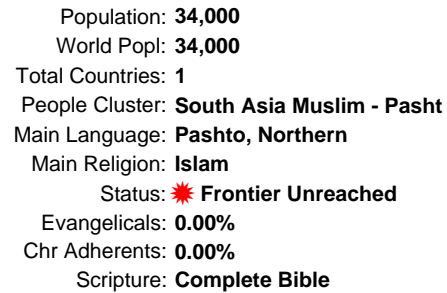 Population: 34,000
World Popl: 34,000
Total Countries: 1
People Cluster: South Asia Muslim - Pasht
Main Language: Pashto, Northern
Main Religion: Islam
Status: Frontier Unreached
Evangelicals: 0.00%
Chr Adherents: 0.00%
Scripture: Complete Bible